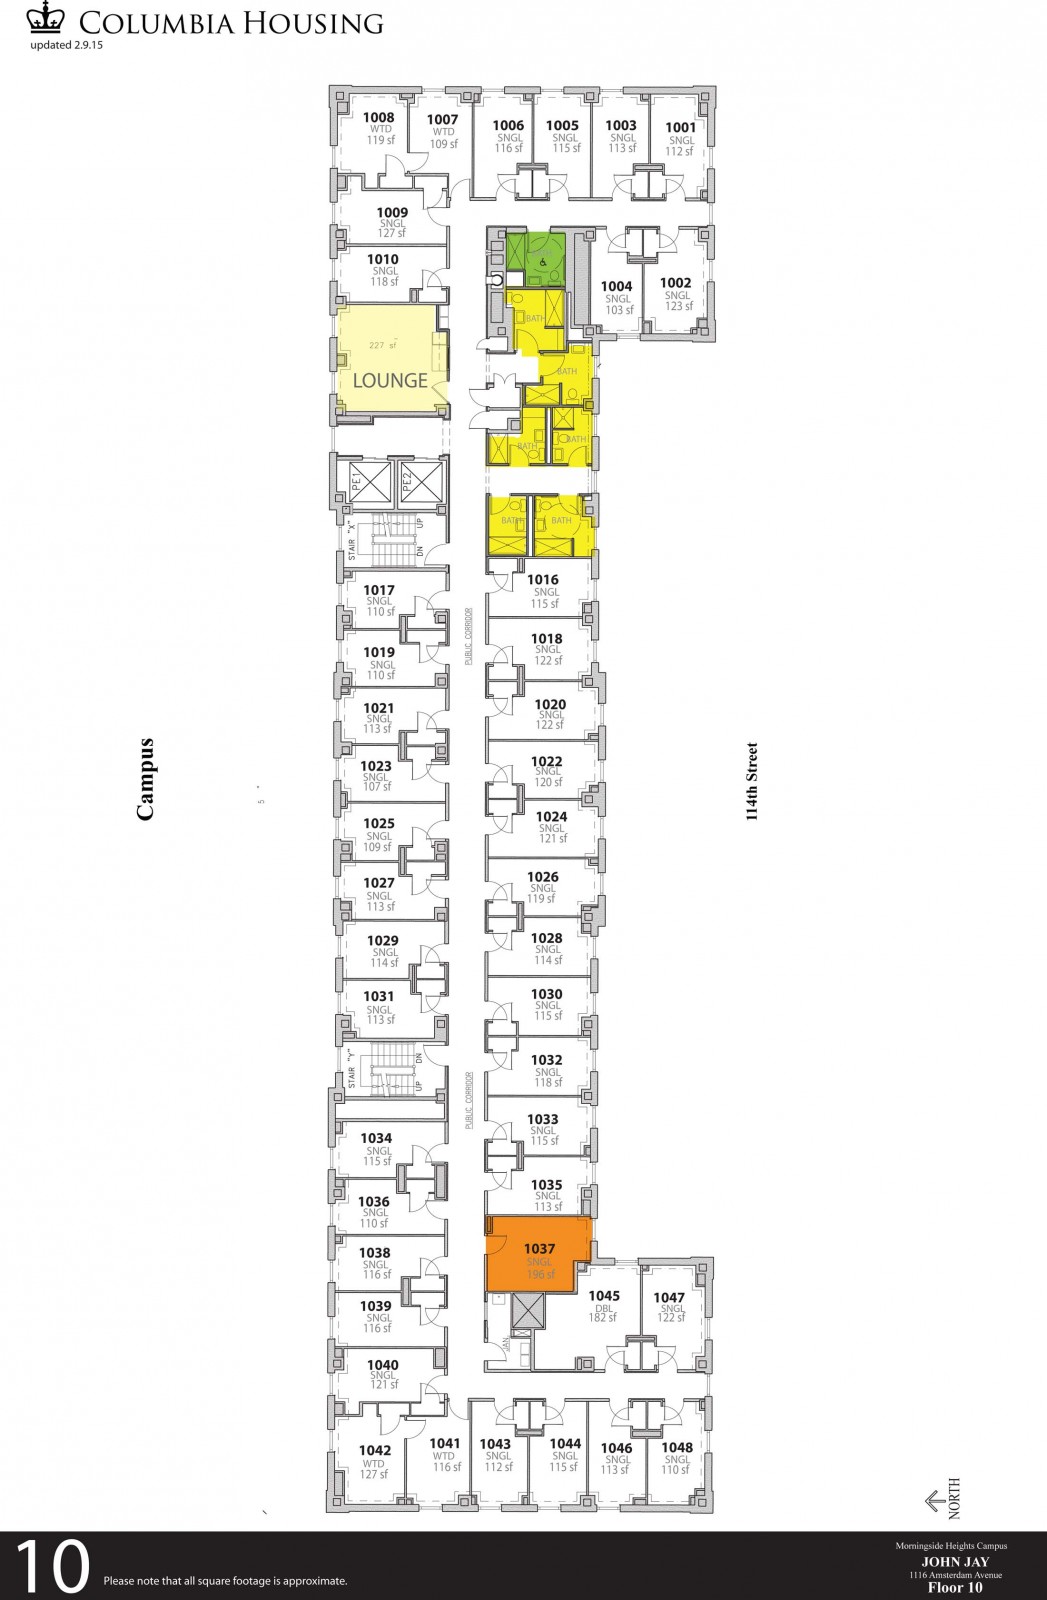 COLUMBIA HOUSING
updated 2.9.15
1008
WTD
119 sf
1007
WTD
109 sf
1006
SNGL
116 sf
1005
SNGL
115 sf
1003
SNGL
113 sf
1001
SNGL
112 sf
1009
SNGL
127 sf
1010
SNGL
118 sf
1004
SNGL
103 sf
1002
SNGL
123 sf
227 sf
LOUNGE
BATH
BATH
BATH
BATH
BATH
BATH
PE1
PE2
STAIR "X"
UP
DN
1017
SNGL
110 sf
1016
SNGL
115 sf
PUBLIC CORRIDOR
1019
SNGL
110 sf
1018
SNGL
122 sf
1021
SNGL
113 sf
1020
SNGL
122 sf
1023
SNGL
107 sf
1022
SNGL
120 sf
Campus
114th Street
5
1025
SNGL
109 sf
1024
SNGL
121 sf
1027
SNGL
113 sf
1026
SNGL
119 sf
1029
SNGL
114 sf
1028
SNGL
114 sf
1031
SNGL
113 sf
1030
SNGL
115 sf
STAIR "Y"
DN
UP
1032
SNGL
118 sf
PUBLIC CORRIDOR
1034
SNGL
115 sf
1033
SNGL
115 sf
1036
SNGL
110 sf
1035
SNGL
113 sf
1038
SNGL
116 sf
1037
SNGL
196 sf
1039
SNGL
116 sf
1045
DBL
182 sf
1047
SNGL
122 sf
JAN
1040
SNGL
121 sf
1042
WTD
127 sf
1041
WTD
116 sf
1043
SNGL
112 sf
1044
SNGL
115 sf
1046
SNGL
113 sf
1048
SNGL
110 sf
NORTH
10
Please note that all square footage is approximate.
Morningside Heights Campus
JOHN JAY
1116 Amsterdam Avenue
Floor 10